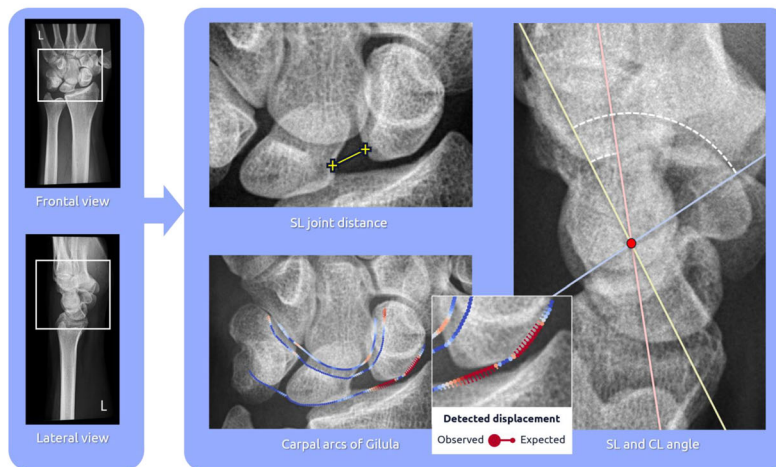 L
Frontal view
L
Lateral view
SL joint distance
Carpal arcs of Gilula
Detected displacement
Observed Expected
SL and CL angle